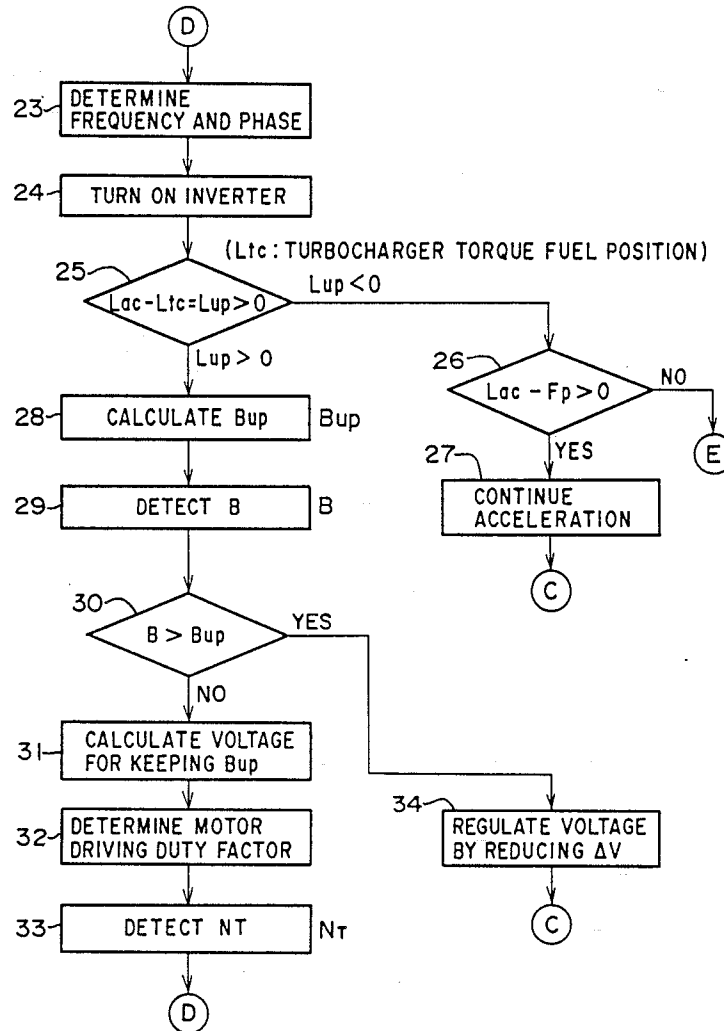 D
23
DETERMINE
FREQUENCY AND PHASE
24
TURN ON INVERTER
(Ltc: TURBOCHARGER TORQUE FUEL POSITION)
25
Lac-Ltc=Lup>0
Lup<0
Lup>0
26
Lac-Fp>0
NO
E
YES
27
CONTINUE
ACCELERATION
C
28
CALCULATE Bup
Bup
29
DETECT B
B
30
B > Bup
YES
NO
31
CALCULATE VOLTAGE
FOR KEEPING Bup
32
DETERMINE MOTOR
DRIVING DUTY FACTOR
33
DETECT NT
NT
D
34
REGULATE VOLTAGE
BY REDUCING ΔV
C